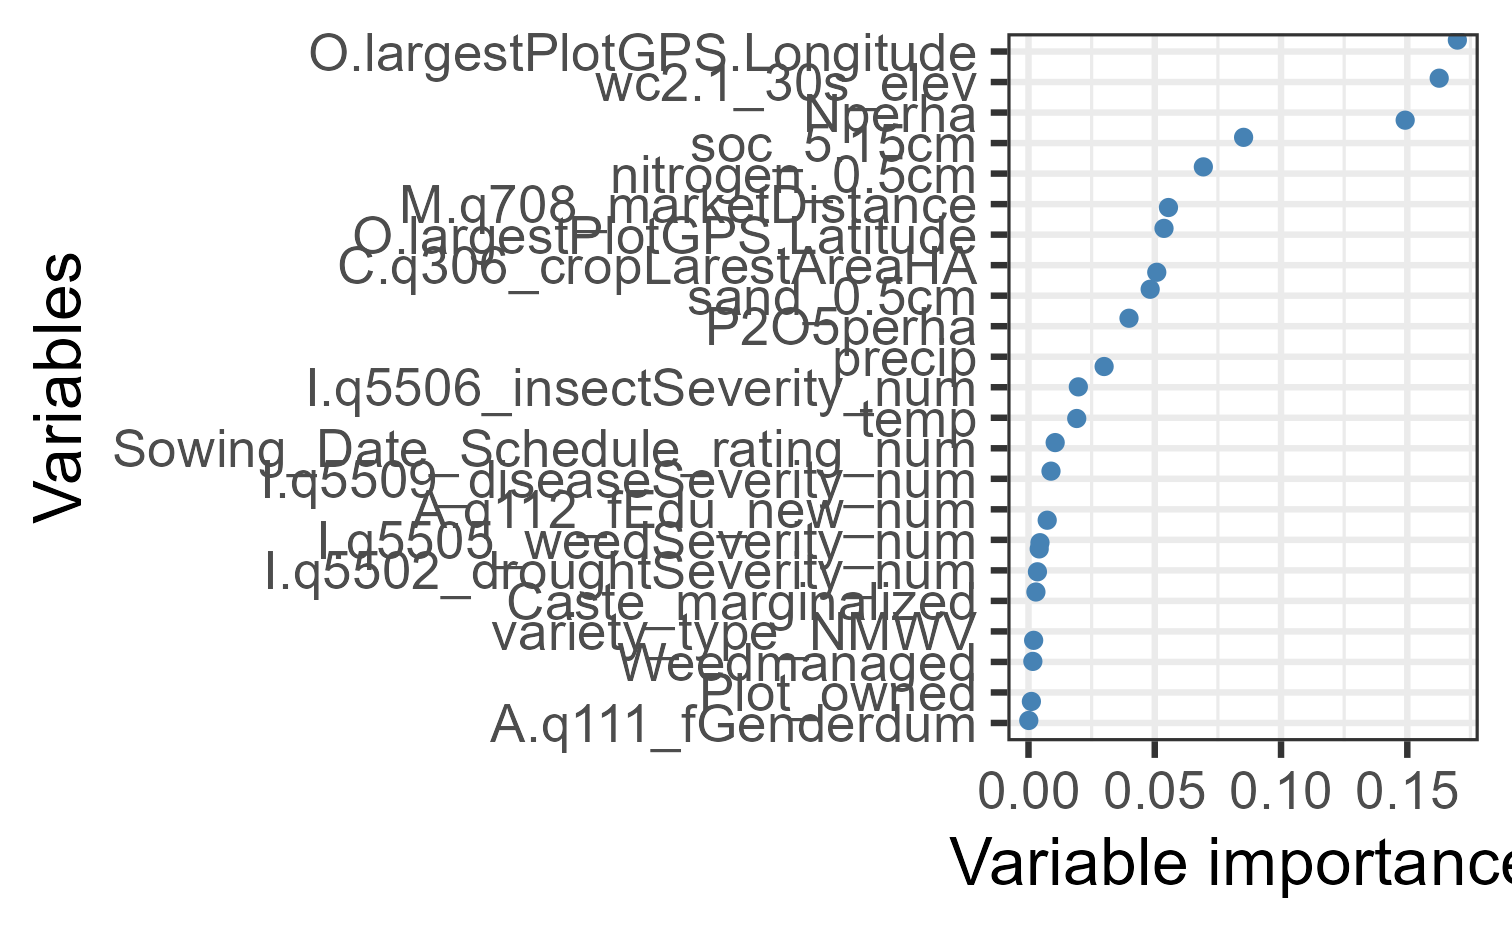 Variables
O.largestPlotGPS.Longitude
wc2.1_30s_elev
Nperha
soc_5.15cm
nitrogen_0.5cm
M.q708_marketDistance
O.largestPlotGPS.Latitude
C.q306_cropLarestAreaHA
sand_0.5cm
P2O5perha
precip
I.q5506_insectSeverity_num
temp
Sowing_Date_Schedule_rating_num
I.q5509_diseaseSeverity_num
A.q112_fEdu_new_num
I.q5505_weedSeverity_num
I.q5502_droughtSeverity_num
Caste_marginalized
variety_type_NMWV
Weedmanaged
Plot_owned
A.q111_fGenderdum
0.00 0.05 0.10 0.15
Variable importance